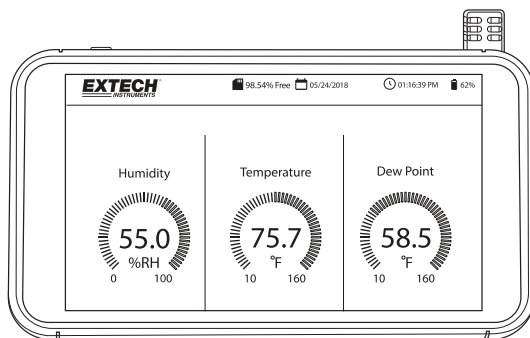 EXTECH®
INSTRUMENTS
98.54% Free 05/24/2018 01:16:39 PM 62%
Humidity
55.0
%RH
0 100
Temperature
75.7
°F
10 160
Dew Point
58.5
°F
10 160